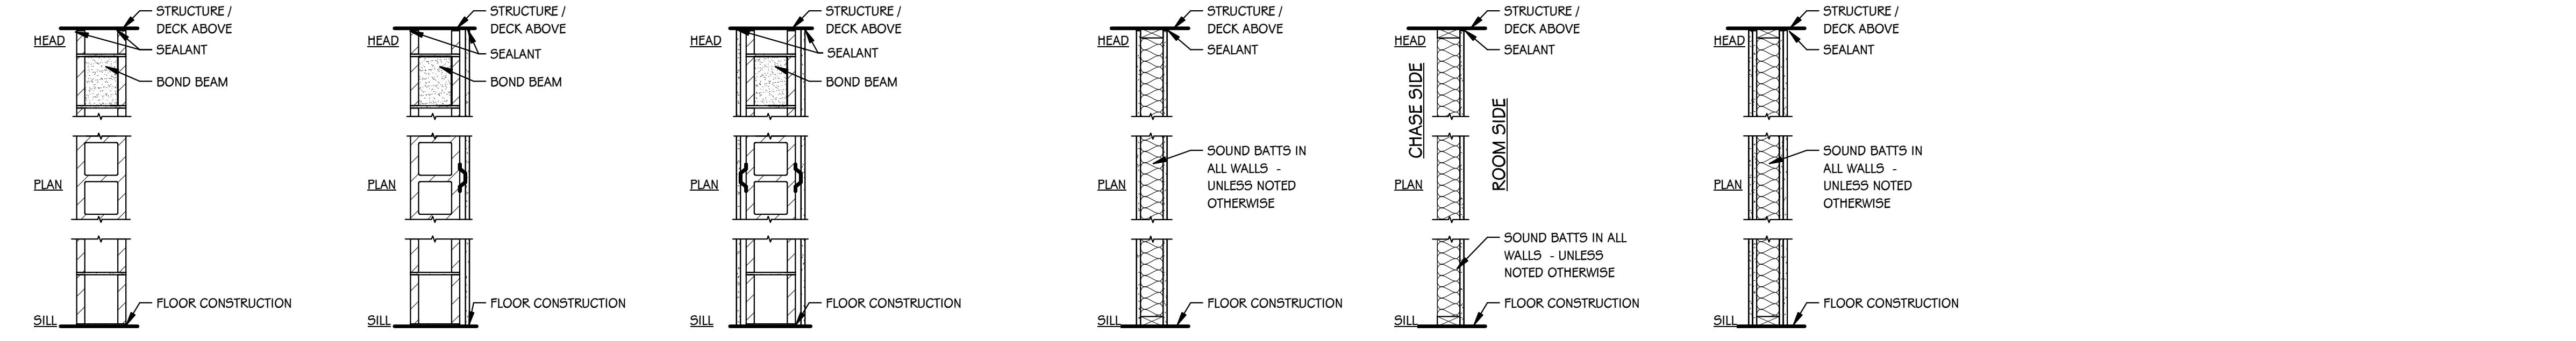 STRUCTURE /
DECK ABOVE
HEAD
SEALANT
BOND BEAM
PLAN
FLOOR CONSTRUCTION
SILL
STRUCTURE /
DECK ABOVE
HEAD
SEALANT
BOND BEAM
PLAN
FLOOR CONSTRUCTION
SILL
STRUCTURE /
DECK ABOVE
HEAD
SEALANT
BOND BEAM
PLAN
FLOOR CONSTRUCTION
SILL
STRUCTURE /
DECK ABOVE
HEAD
SEALANT
SOUND BATTS IN
ALL WALLS -
UNLESS NOTED
OTHERWISE
PLAN
FLOOR CONSTRUCTION
SILL
STRUCTURE /
DECK ABOVE
HEAD
SEALANT
CHASE SIDE
ROOM SIDE
PLAN
SOUND BATTS IN ALL
WALLS - UNLESS
NOTED OTHERWISE
FLOOR CONSTRUCTION
SILL
STRUCTURE /
DECK ABOVE
HEAD
SEALANT
SOUND BATTS IN
ALL WALLS -
UNLESS NOTED
OTHERWISE
PLAN
FLOOR CONSTRUCTION
SILL